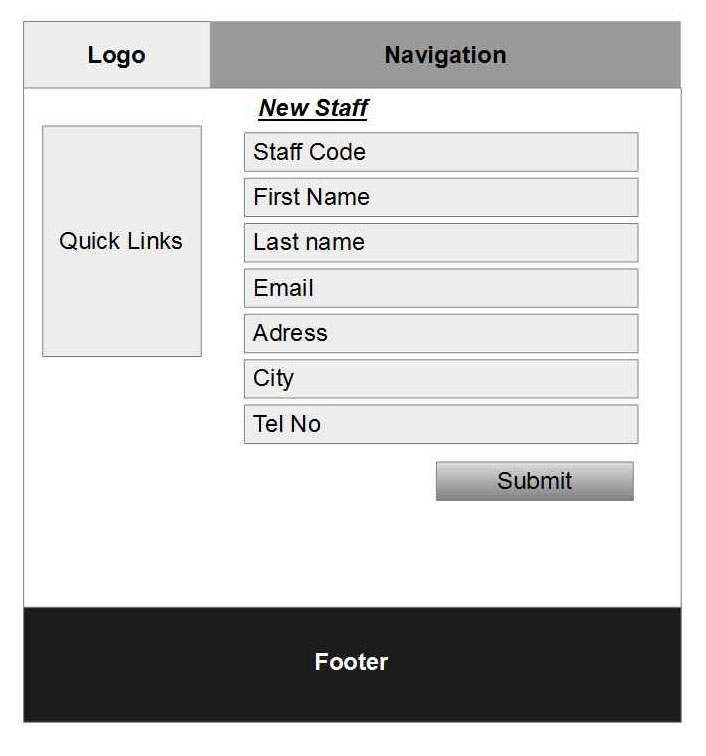 Logo
Navigation
New Staff
Quick Links
Staff Code
First Name
Last name
Email
Adress
City
Tel No
Submit
Footer